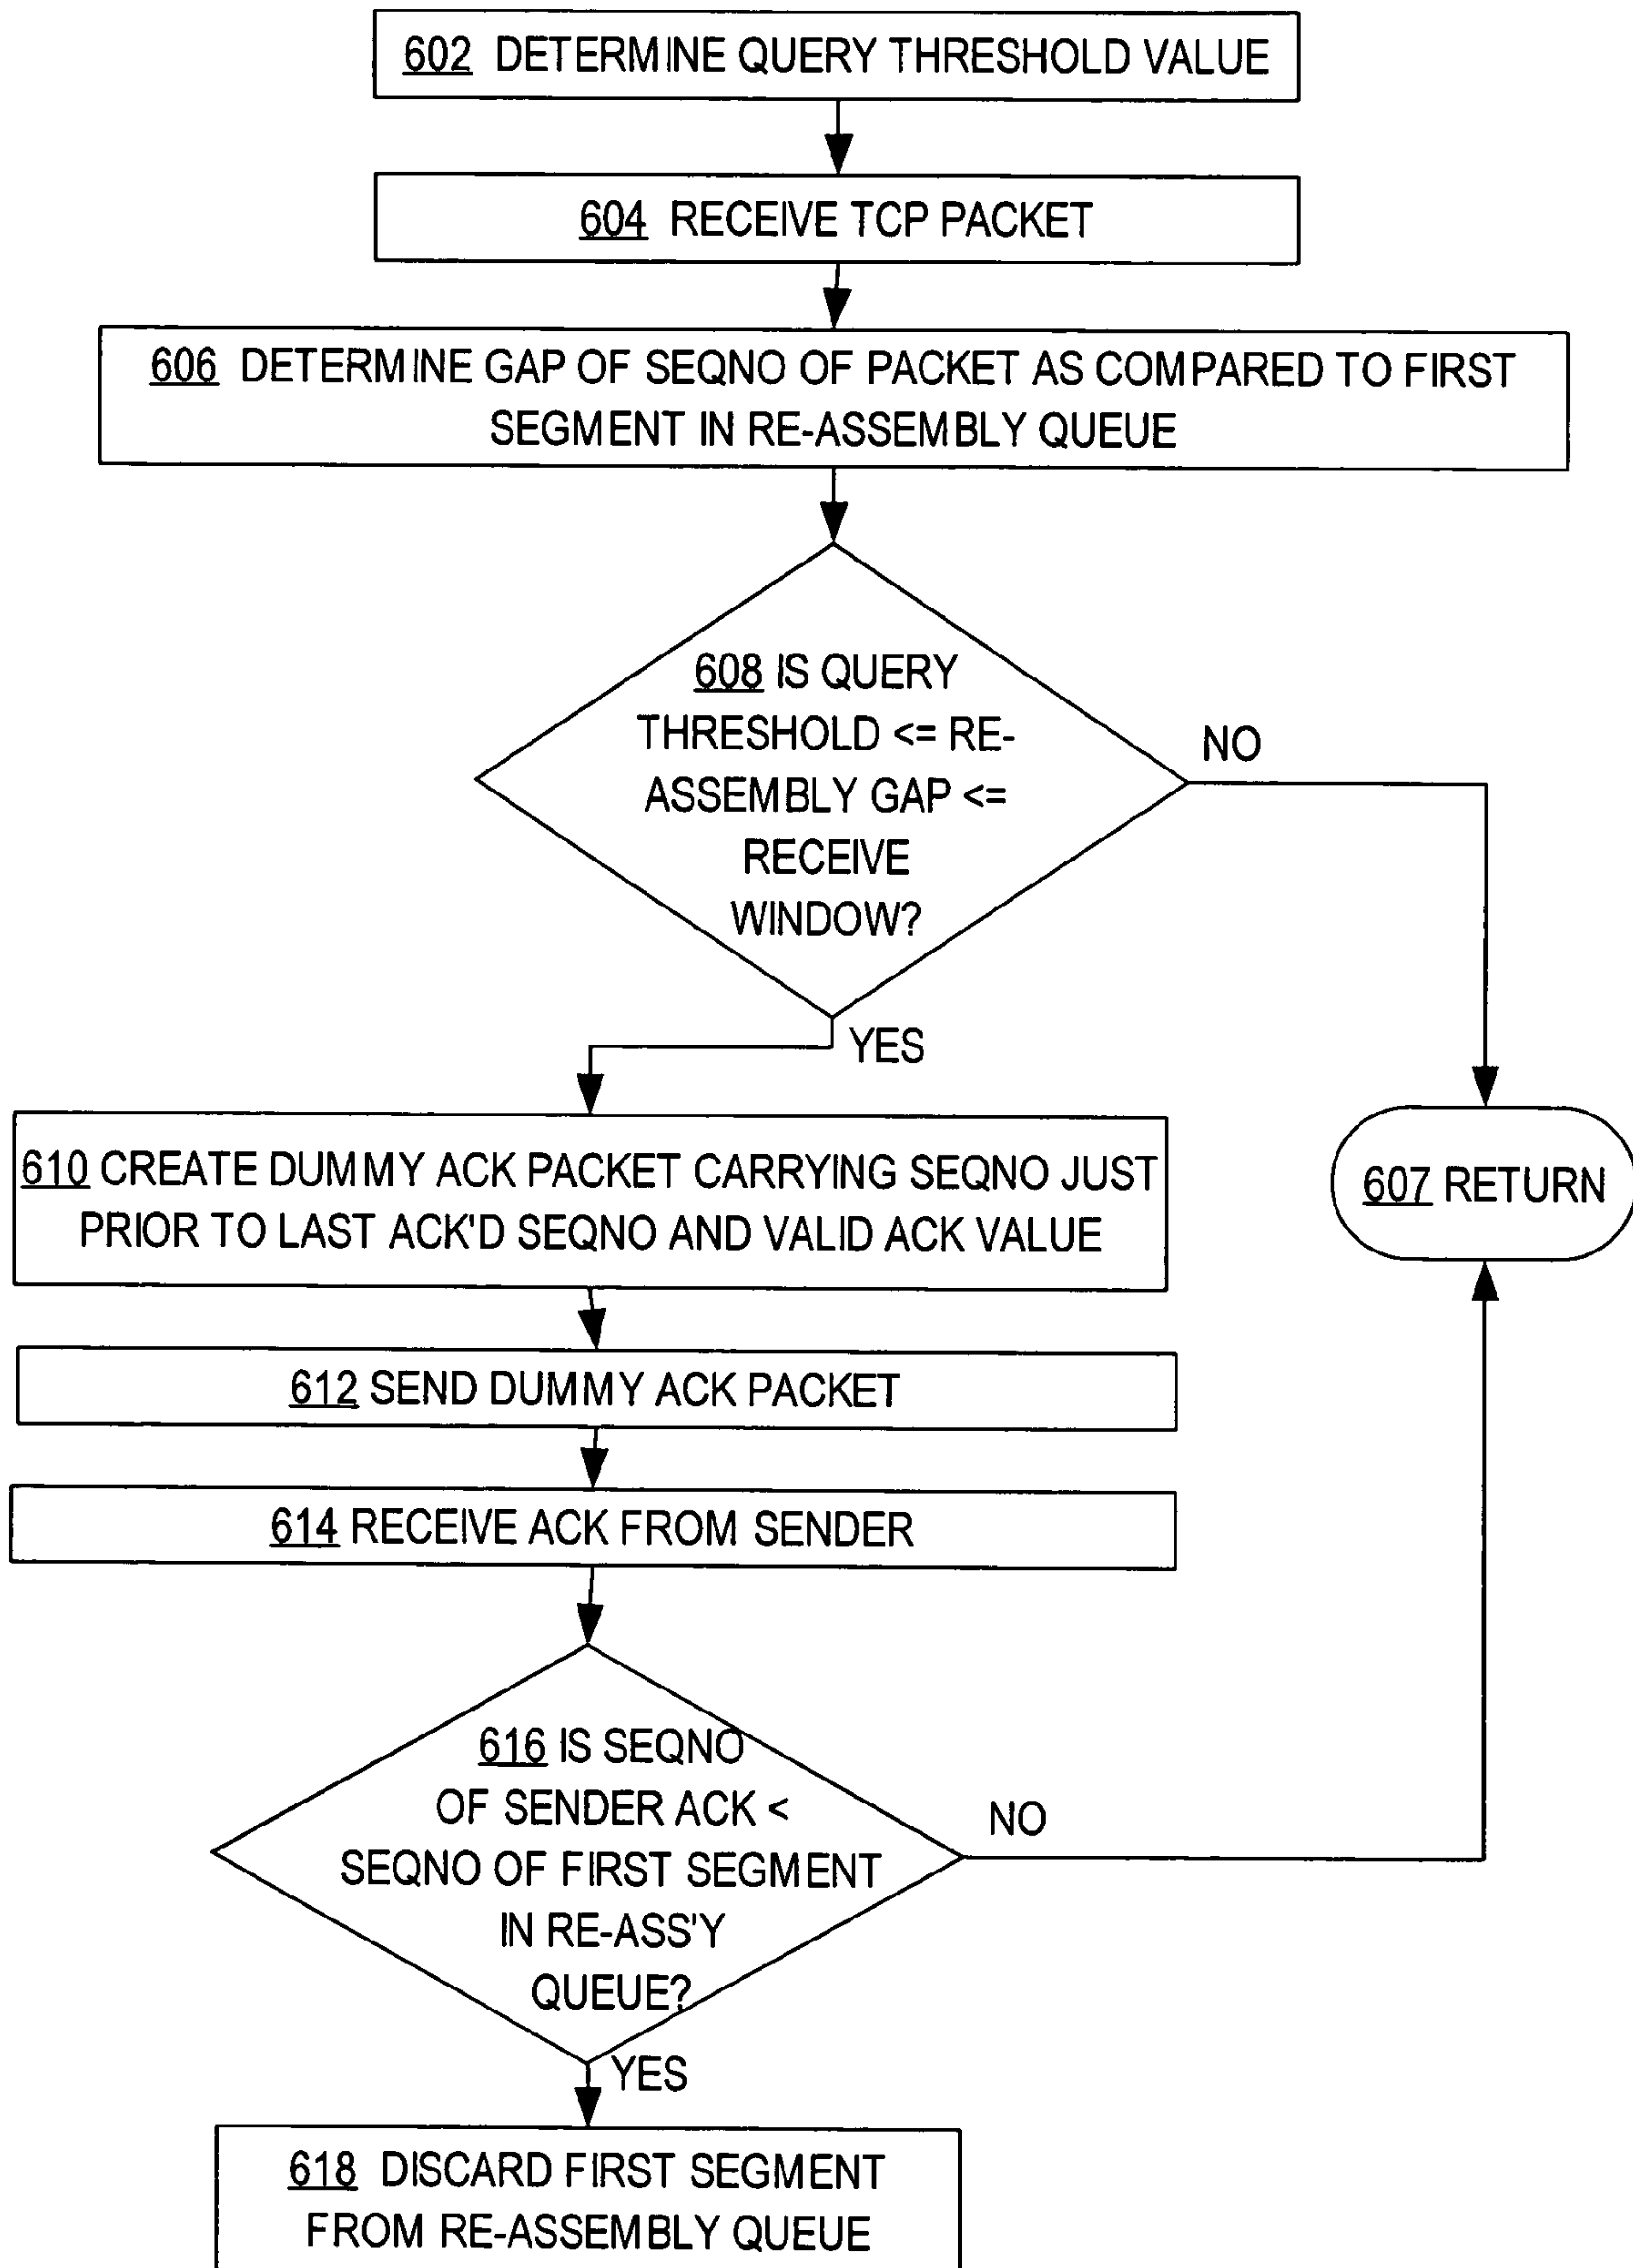 602 DETERMINE QUERY THRESHOLD VALUE
604 RECEIVE TCP PACKET
606 DETERMINE GAP OF SEQNO OF PACKET AS COMPARED TO FIRST
SEGMENT IN RE-ASSEMBLY QUEUE
608 IS QUERY
THRESHOLD <= RE-
ASSEMBLY GAP <=
RECEIVE
WINDOW?
NO
YES
610 CREATE DUMMY ACK PACKET CARRYING SEQNO JUST
PRIOR TO LAST ACK'D SEQNO AND VALID ACK VALUE
607 RETURN
612 SEND DUMMY ACK PACKET
614 RECEIVE ACK FROM SENDER
616 IS SEQNO
OF SENDER ACK <
SEQNO OF FIRST SEGMENT
IN RE-ASS'Y
QUEUE?
NO
YES
618 DISCARD FIRST SEGMENT
FROM RE-ASSEMBLY QUEUE